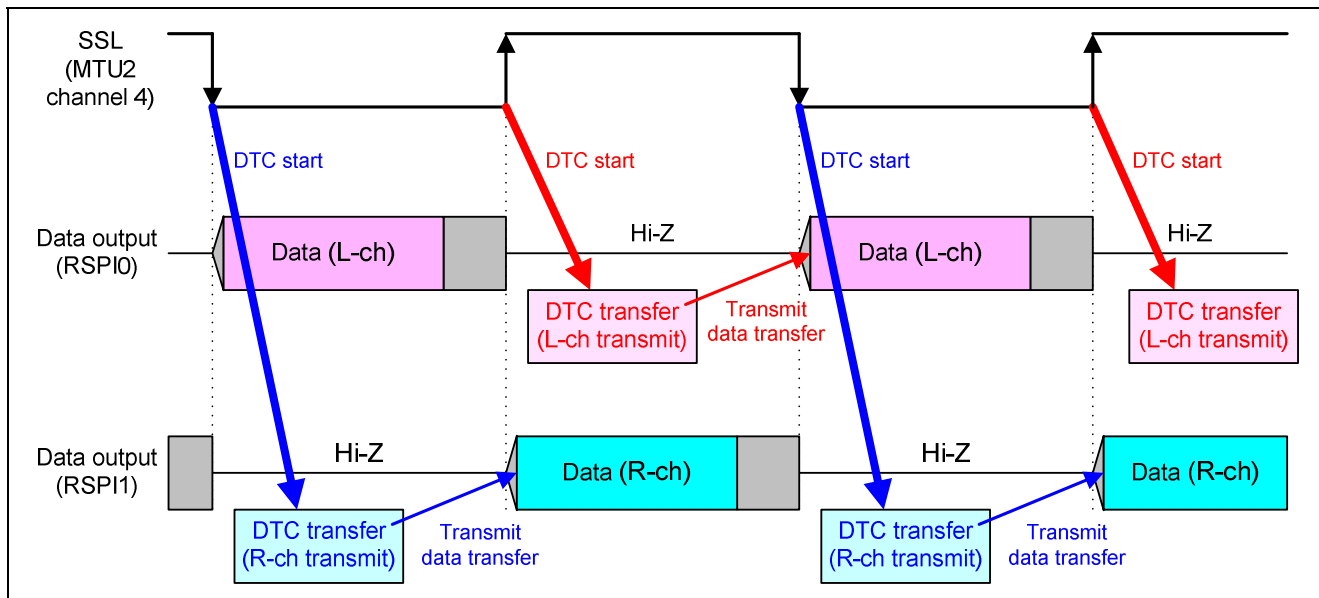 SSL
(MTU2
channel 4)
DTC start
DTC start
DTC start
DTC start
Data output
(RSPI0)
Data (L-ch)
Hi-Z
Data (L-ch)
Hi-Z
DTC transfer
(L-ch transmit)
Transmit
data transfer
DTC transfer
(L-ch transmit)
Data output
(RSPI1)
Hi-Z
Data (R-ch)
Hi-Z
Data (R-ch)
DTC transfer
(R-ch transmit)
Transmit
data transfer
DTC transfer
(R-ch transmit)
Transmit
data transfer